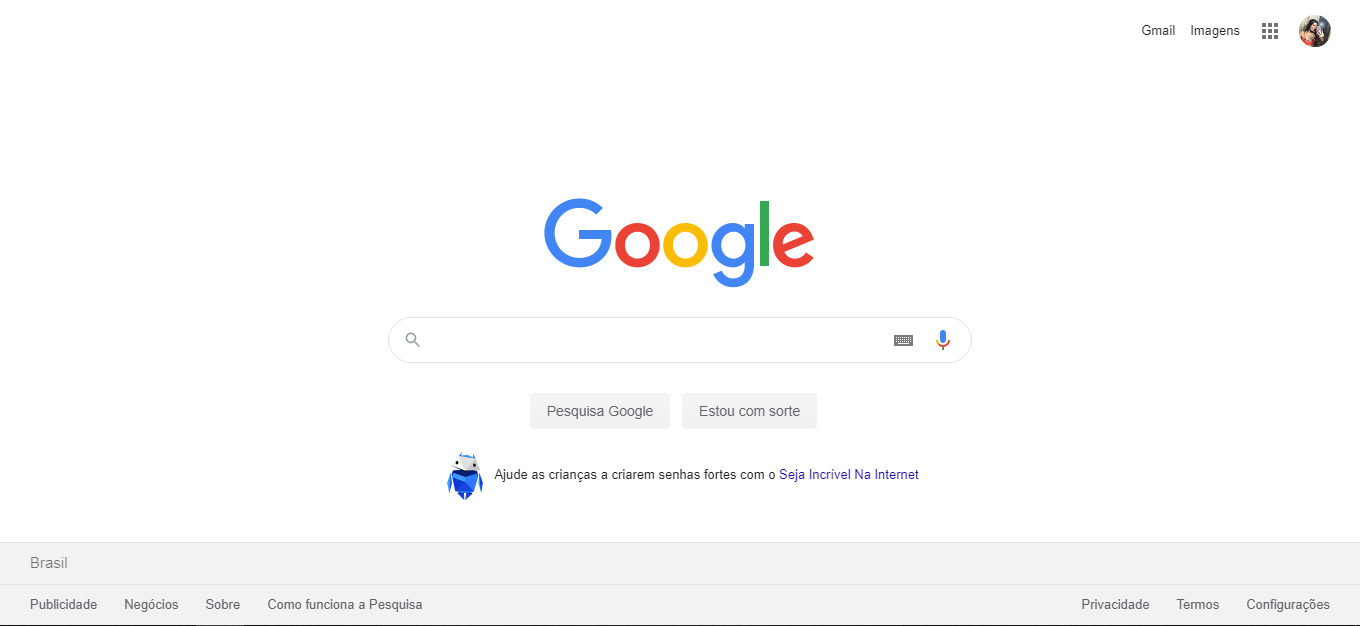 Gmail Imagens
Google
Pesquisa Google Estou com sorte
Ajude as crianças a criarem senhas fortes com o Seja Incrível Na Internet
Brasil
Publicidade Negócios Sobre Como funciona a Pesquisa Privacidade Termos Configurações